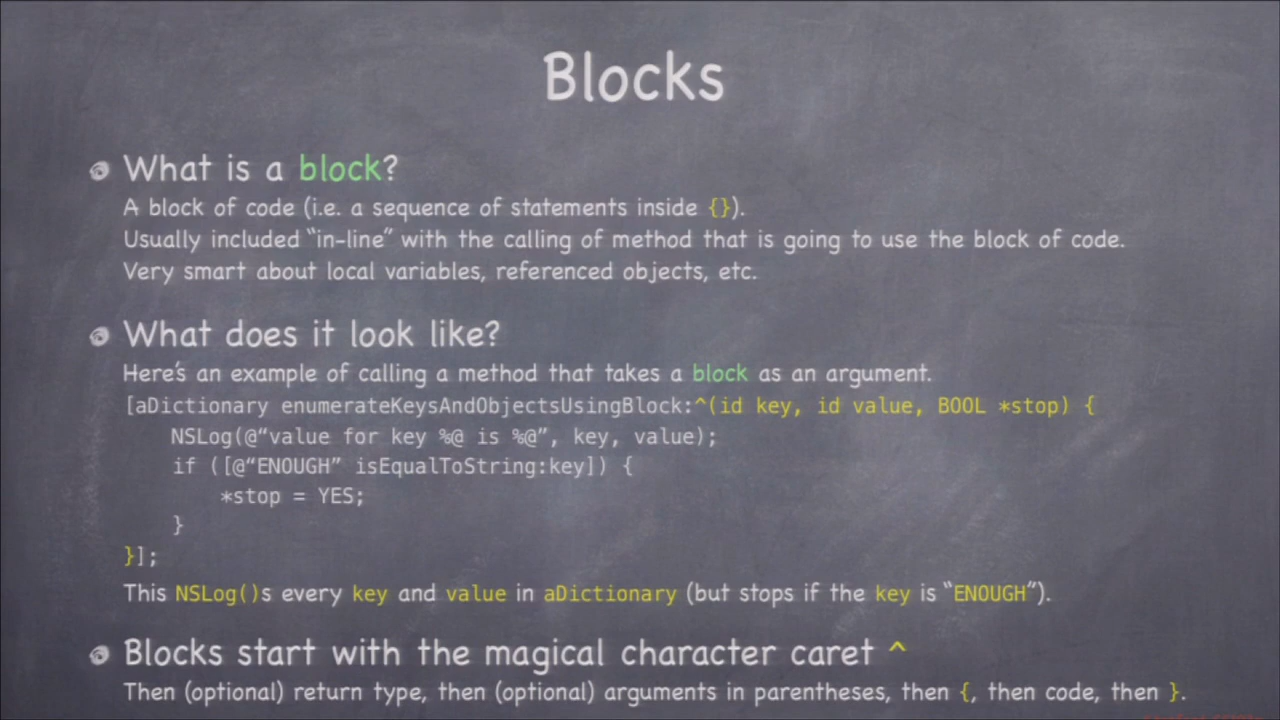 Blocks
What is a block?
A block of code (i.e. a sequence of statements inside {}).
Usually included “in-line” with the calling of method that is going to use the block of code.
Very smart about local variables, referenced objects, etc.
What does it look like?
Here’s an example of calling a method that takes a block as an argument.
[aDictionary enumerateKeysAndObjectsUsingBlock:^(id key, id value, BOOL *stop) {
    NSLog(@“value for key %@ is %@”, key, value);
    if ([@“ENOUGH” isEqualToString:key]) {
        *stop = YES;
    }
}];
This NSLog()s every key and value in aDictionary (but stops if the key is “ENOUGH”).
Blocks start with the magical character caret ^
Then (optional) return type, then (optional) arguments in parentheses, then {, then code, then }.